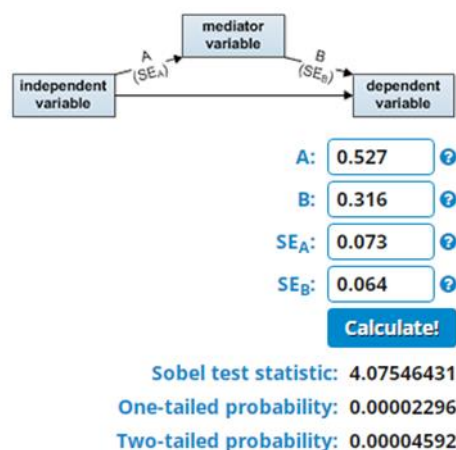 mediator
variable
A
(SEA)
B
(SEB)
independent
variable
dependent
variable
A: 0.527 ?
B: 0.316 ?
SEA: 0.073 ?
SEB: 0.064 ?
Calculate!
Sobel test statistic: 4.07546431
One-tailed probability: 0.00002296
Two-tailed probability: 0.00004592